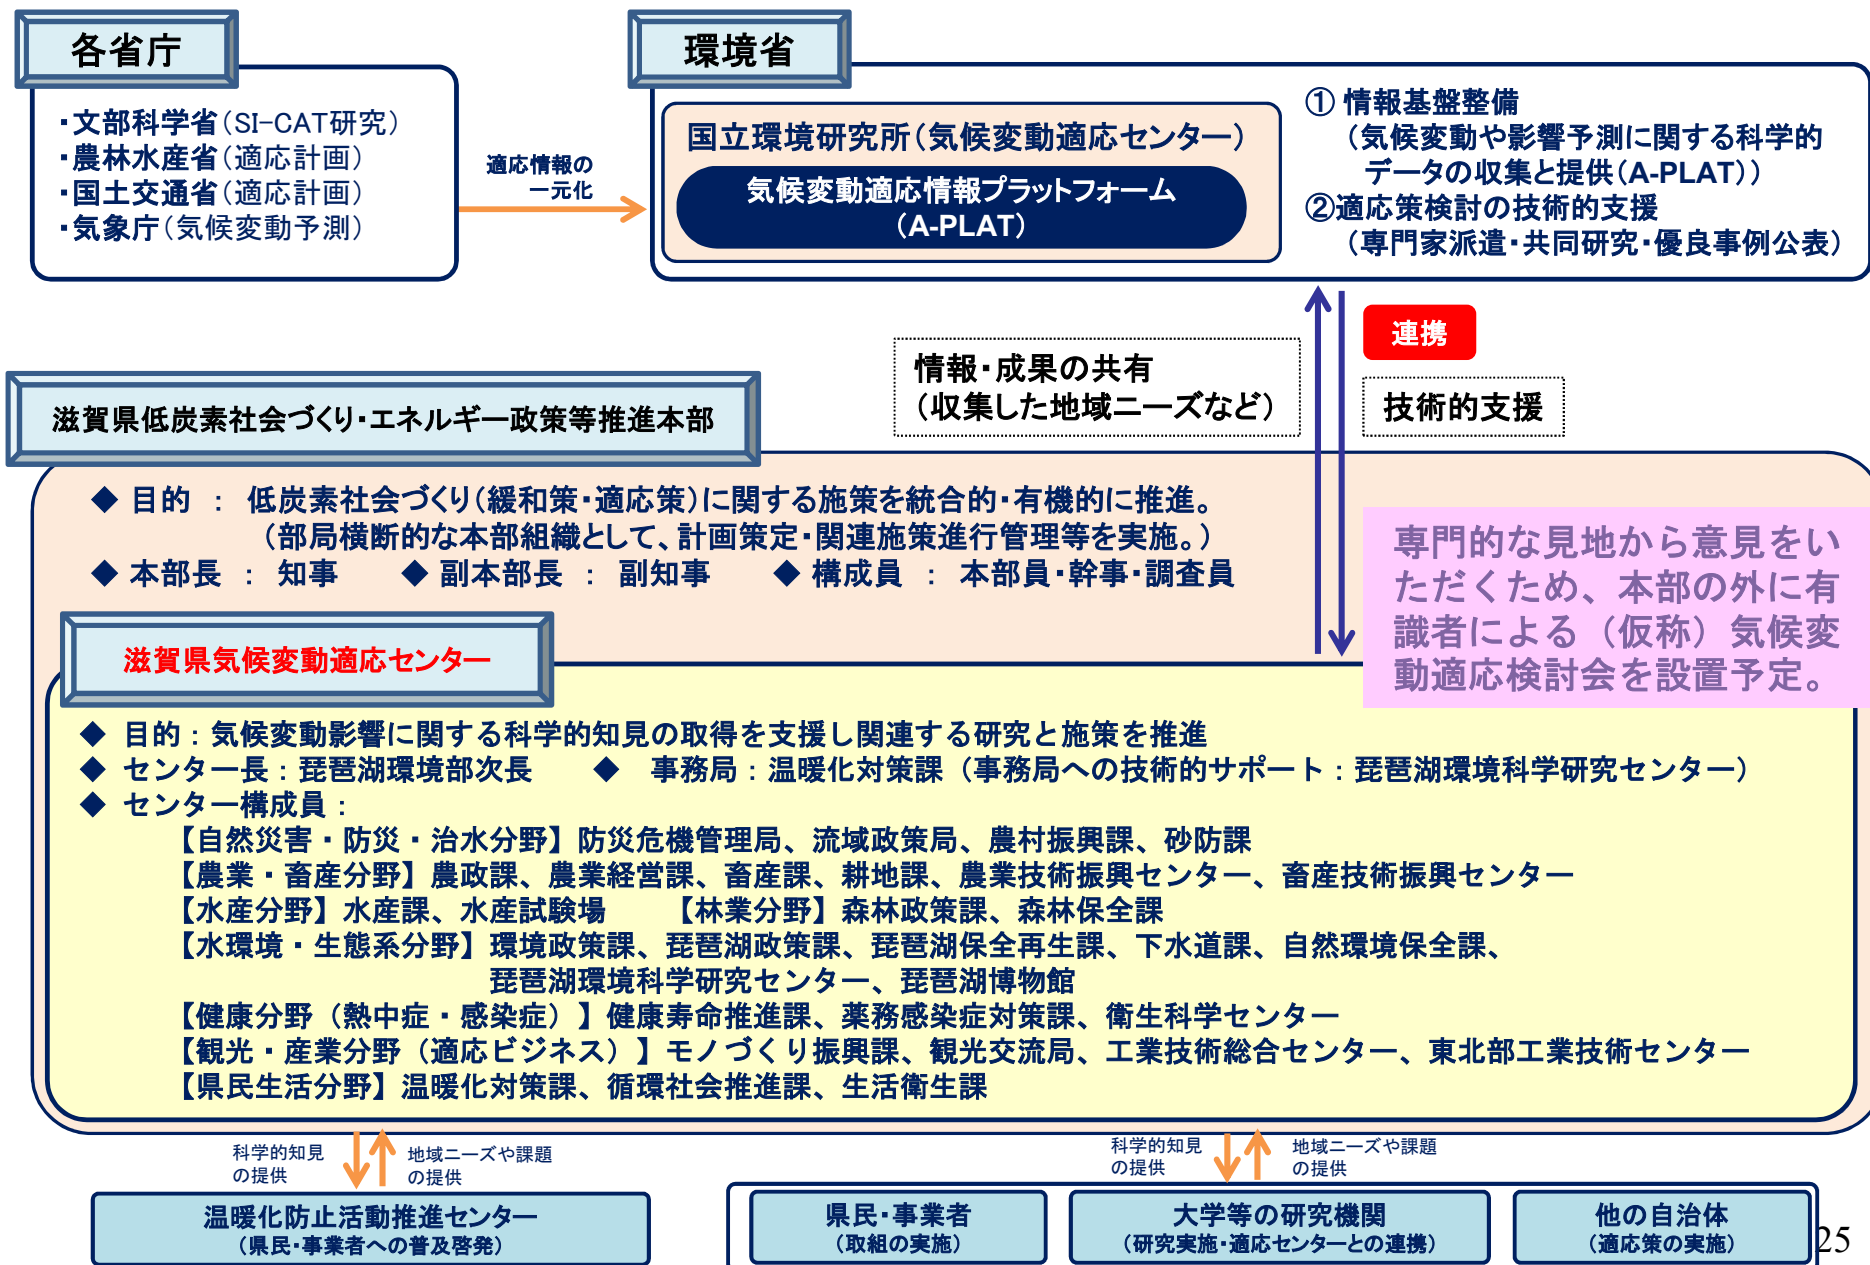 各省庁
・文部科学省(SI-CAT研究)
・農林水産省(適応計画)
・国土交通省(適応計画)
・気象庁(気候変動予測)
適応情報の
一元化
環境省
国立環境研究所(気候変動適応センター)
気候変動適応情報プラットフォーム
(A-PLAT)
① 情報基盤整備
(気候変動や影響予測に関する科学的
データの収集と提供(A-PLAT))
②適応策検討の技術的支援
(専門家派遣・共同研究・優良事例公表)
連携
情報・成果の共有
(収集した地域ニーズなど)
技術的支援
滋賀県低炭素社会づくり・エネルギー政策等推進本部
◆ 目的 : 低炭素社会づくり(緩和策・適応策)に関する施策を統合的・有機的に推進。
(部局横断的な本部組織として、計画策定・関連施策進行管理等を実施。)
◆ 本部長 : 知事 ◆ 副本部長 : 副知事 ◆ 構成員 : 本部員・幹事・調査員
専門的な見地から意見をい
ただくため、本部の外に有
識者による(仮称)気候変
動適応検討会を設置予定。
滋賀県気候変動適応センター
◆ 目的:気候変動影響に関する科学的知見の取得を支援し関連する研究と施策を推進
◆ センター長:琵琶湖環境部次長 ◆ 事務局:温暖化対策課(事務局への技術的サポート:琵琶湖環境科学研究センター)
◆ センター構成員:
【自然災害・防災・治水分野】防災危機管理局、流域政策局、農村振興課、砂防課
【農業・畜産分野】農政課、農業経営課、畜産課、耕地課、農業技術振興センター、畜産技術振興センター
【水産分野】水産課、水産試験場 【林業分野】森林政策課、森林保全課
【水環境・生態系分野】環境政策課、琵琶湖政策課、琵琶湖保全再生課、下水道課、自然環境保全課、
琵琶湖環境科学研究センター、琵琶湖博物館
【健康分野(熱中症・感染症)】健康寿命推進課、薬務感染症対策課、衛生科学センター
【観光・産業分野(適応ビジネス)】モノづくり振興課、観光交流局、工業技術総合センター、東北部工業技術センター
【県民生活分野】温暖化対策課、循環社会推進課、生活衛生課
科学的知見
の提供
地域ニーズや課題
の提供
科学的知見
の提供
地域ニーズや課題
の提供
温暖化防止活動推進センター
(県民・事業者への普及啓発)
県民・事業者
(取組の実施)
大学等の研究機関
(研究実施・適応センターとの連携)
他の自治体
(適応策の実施)
25